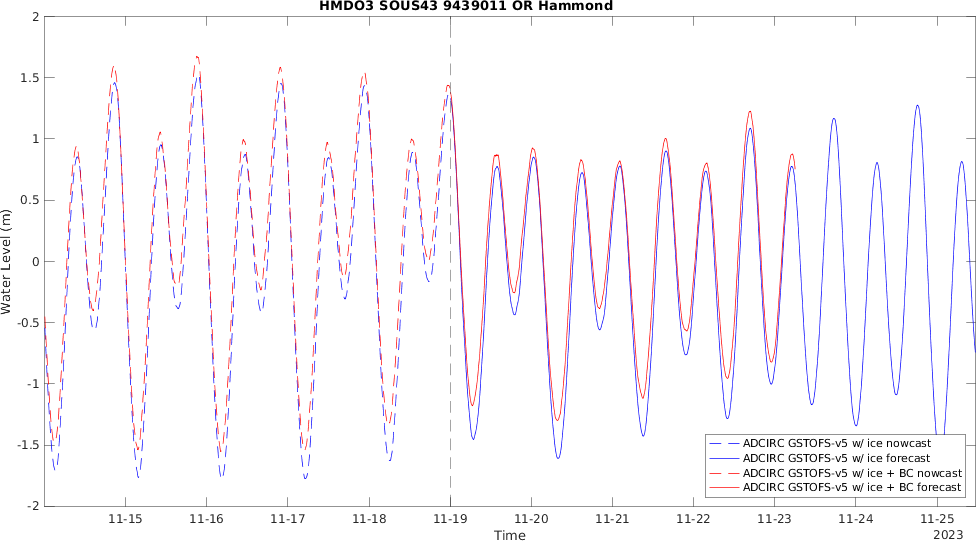 HMDO3 SOUS43 9439011 OR Hammond
2
1.5
1
0.5
0
-0.5
-1
-1.5
-2
Water Level (m)
11-15 11-16 11-17 11-18 11-19 11-20 11-21 11-22 11-23 11-24 11-25
Time
2023
ADCIRC GSTOFS-v5 w/ ice nowcast
ADCIRC GSTOFS-v5 w/ ice forecast
ADCIRC GSTOFS-v5 w/ ice + BC nowcast
ADCIRC GSTOFS-v5 w/ ice + BC forecast